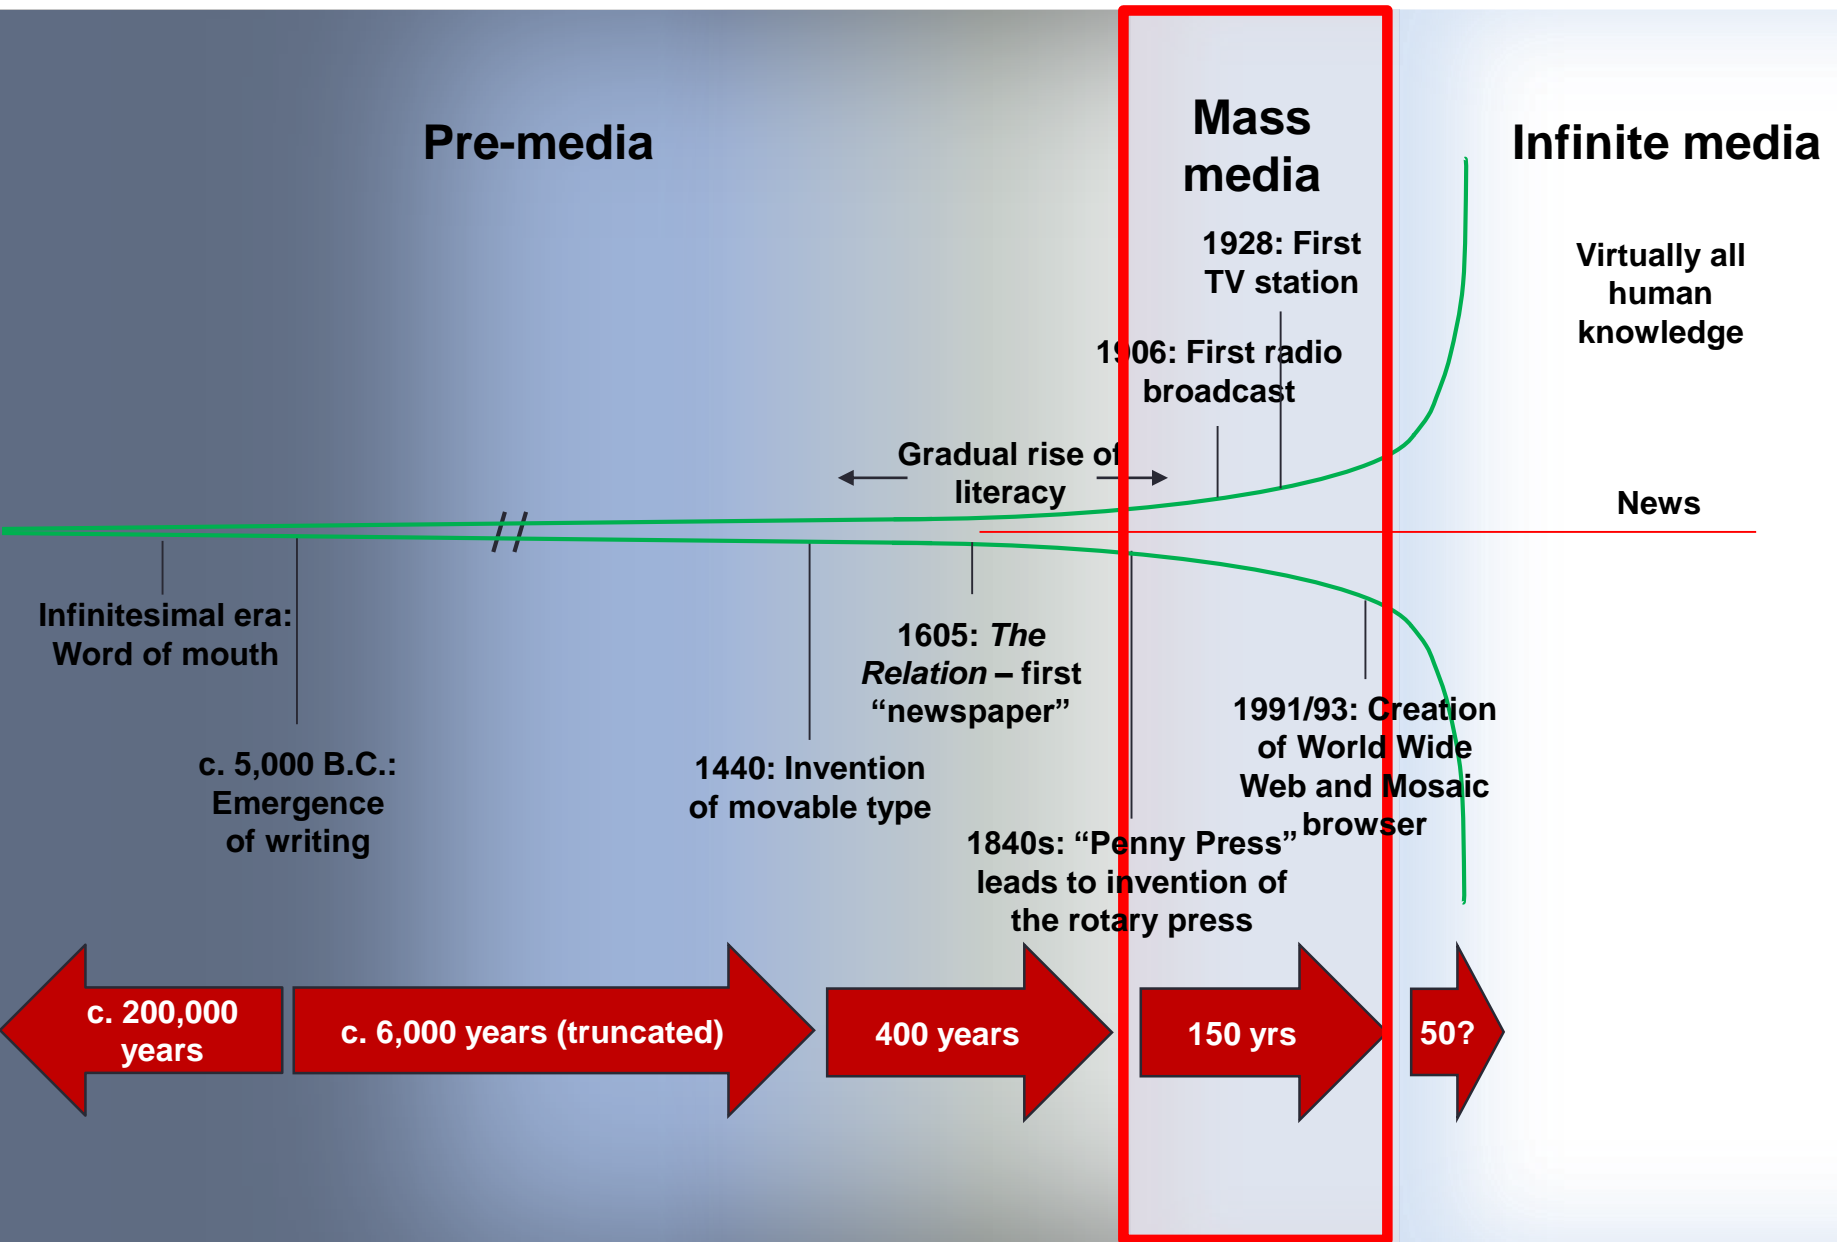 Pre-media
Mass
media
Infinite media
1928: First
TV station
Virtually all
human
knowledge
1906: First radio
broadcast
Gradual rise of
literacy
News
Infinitesimal era:
Word of mouth
1605: The
Relation – first
“newspaper”
1991/93: Creation
of World Wide
Web and Mosaic
browser
c. 5,000 B.C.:
Emergence
of writing
1440: Invention
of movable type
1840s: “Penny Press”
leads to invention of
the rotary press
c. 200,000
years
c. 6,000 years (truncated)
400 years
150 yrs
50?